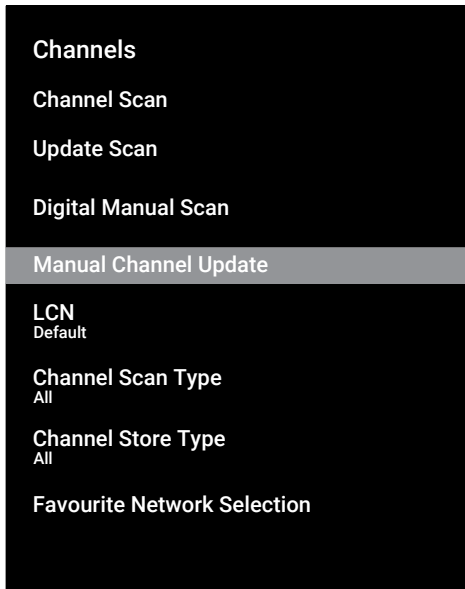 Channels
Channel Scan
Update Scan
Digital Manual Scan
Manual Channel Update
LCN
Default
Channel Scan Type
All
Channel Store Type
All
Favourite Network Selection